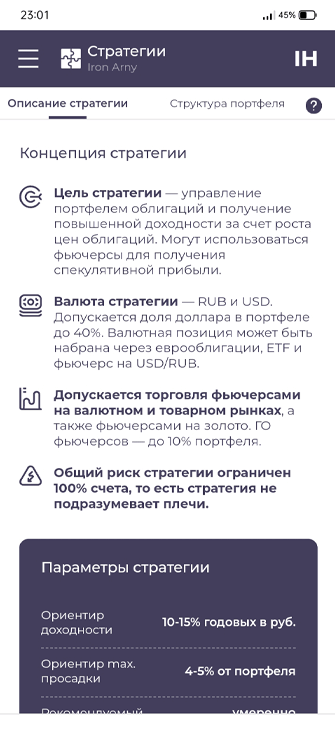 23:01
45%
Стратегии
Iron Arny
IH
Описание стратегии
Структура портфеля
?
Концепция стратегии
Цель стратегии — управление
портфелем облигаций и получение
повышенной доходности за счет роста
цен облигаций. Могут использоваться
фьючерсы для получения
спекулятивной прибыли.
Валюта стратегии — RUB и USD.
Допускается доля доллара в портфеле
до 40%. Валютная позиция может быть
набрана через еврооблигации, ETF и
фьючерс на USD/RUB.
Допускается торговля фьючерсами
на валютном и товарном рынках, а
также фьючерсами на золото. ГО
фьючерсов — до 10% портфеля.
Общий риск стратегии ограничен
100% счета, то есть стратегия не
подразумевает плечи.
Параметры стратегии
Ориентир
доходности
10-15% годовых в руб.
Ориентир max.
просадки
4-5% от портфеля
Рекомендуемый
умеренно